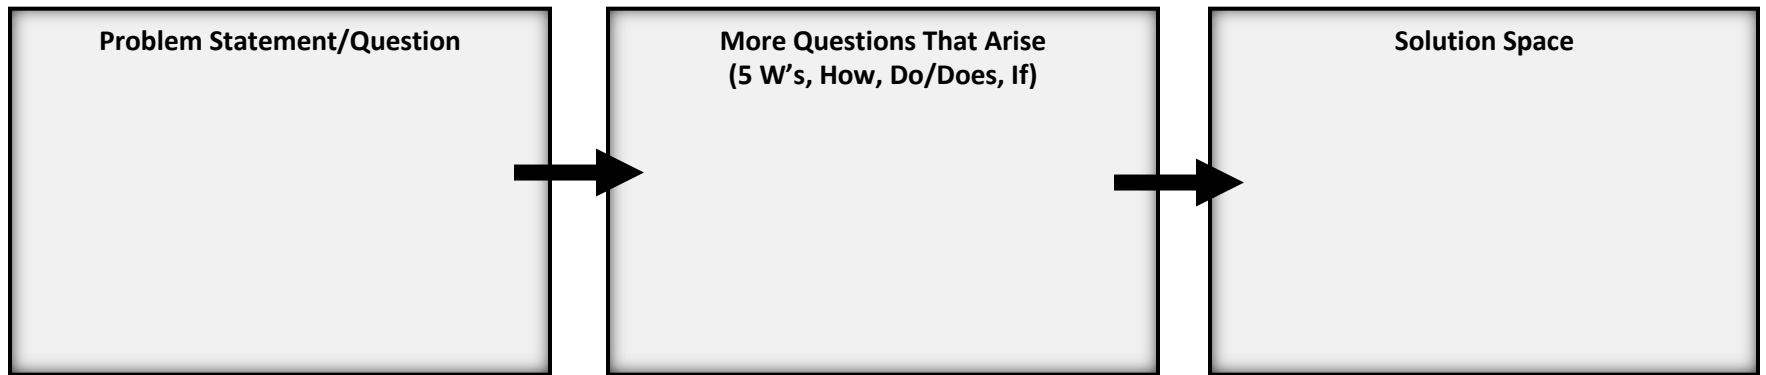 Problem Statement/Question
More Questions That Arise
(5 W’s, How, Do/Does, If)
Solution Space